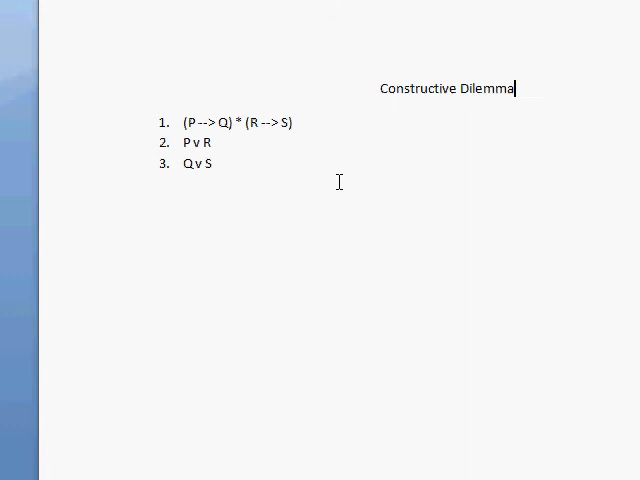 Constructive Dilemma
1. (P --> Q) * (R --> S)
2. P v R
3. Q v S